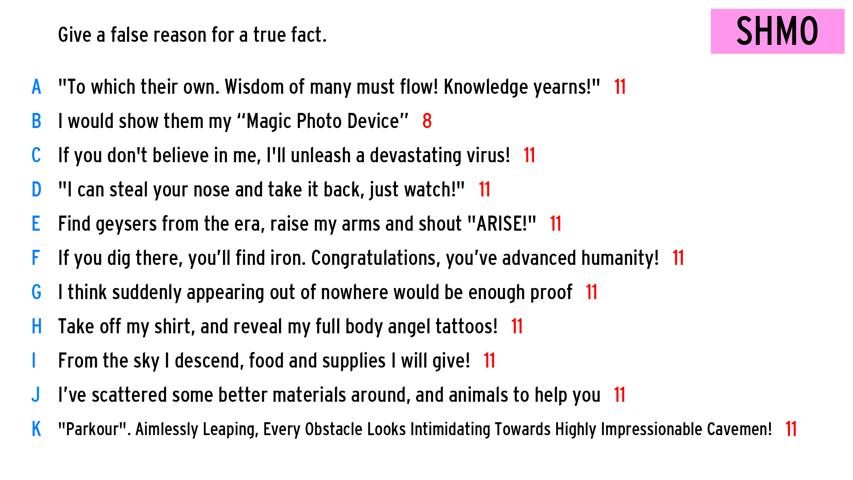 Give a false reason for a true fact.
SHMO
A "To which their own. Wisdom of many must flow! Knowledge yearns!" 11
B I would show them my “Magic Photo Device” 8
C If you don't believe in me, I'll unleash a devastating virus! 11
D "I can steal your nose and take it back, just watch!" 11
E Find geysers from the era, raise my arms and shout "ARISE!" 11
F If you dig there, you’ll find iron. Congratulations, you’ve advanced humanity! 11
G I think suddenly appearing out of nowhere would be enough proof 11
H Take off my shirt, and reveal my full body angel tattoos! 11
I From the sky I descend, food and supplies I will give! 11
J I’ve scattered some better materials around, and animals to help you 11
K "Parkour". Aimlessly Leaping, Every Obstacle Looks Intimidating Towards Highly Impressionable Cavemen! 11